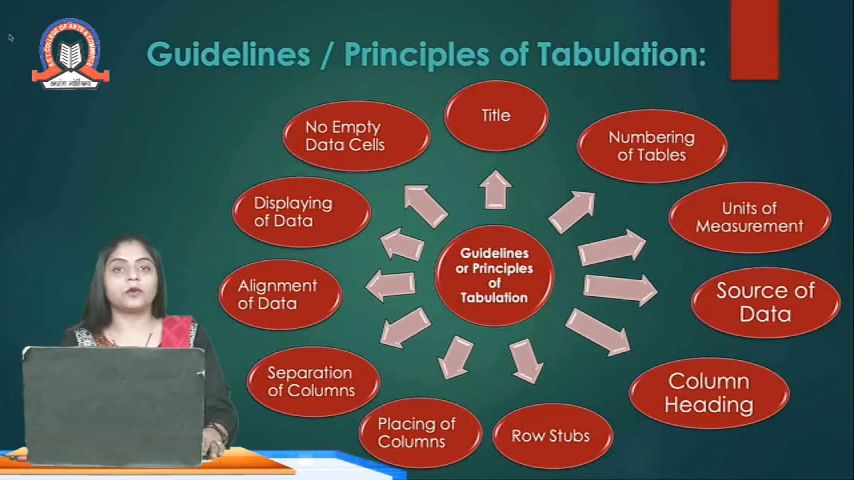 Guidelines / Principles of Tabulation:
Title
Numbering
of Tables
Units of
Measurement
Source of
Data
Column
Heading
Row Stubs
Placing of
Columns
Separation
of Columns
Alignment
of Data
Displaying
of Data
No Empty
Data Cells
Guidelines
or Principles
of
Tabulation